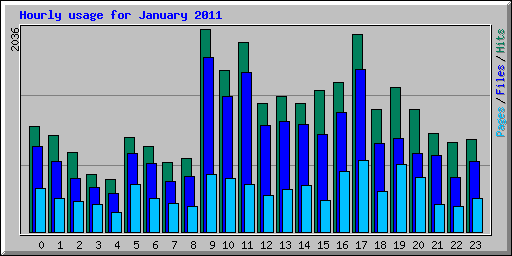 Hourly usage for January 2011
2036
Pages/Files/Hits
0 1 2 3 4 5 6 7 8 9 10 11 12 13 14 15 16 17 18 19 20 21 22 23